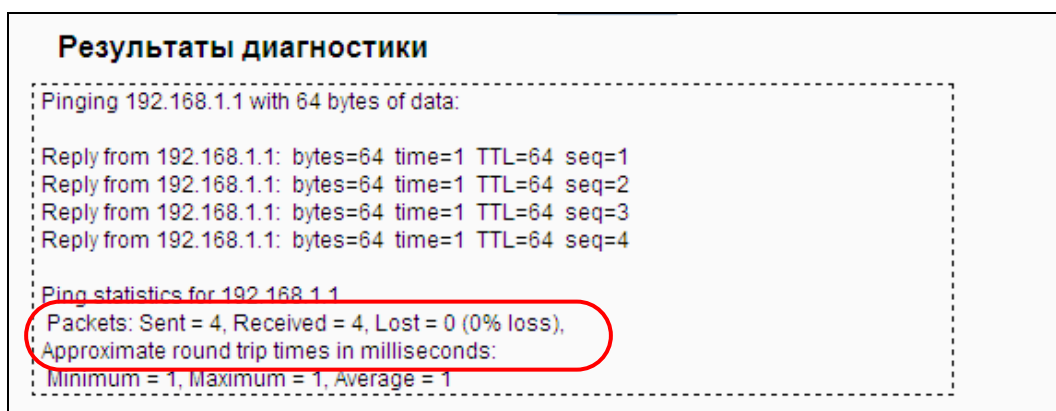 Результаты диагностики
Pinging 192.168.1.1 with 64 bytes of data:
Reply from 192.168.1.1: bytes=64 time=1 TTL=64 seq=1
Reply from 192.168.1.1: bytes=64 time=1 TTL=64 seq=2
Reply from 192.168.1.1: bytes=64 time=1 TTL=64 seq=3
Reply from 192.168.1.1: bytes=64 time=1 TTL=64 seq=4
Ping statistics for 192.168.1.1
Packets: Sent = 4, Received = 4, Lost = 0 (0% loss),
Approximate round trip times in milliseconds:
Minimum = 1, Maximum = 1, Average = 1